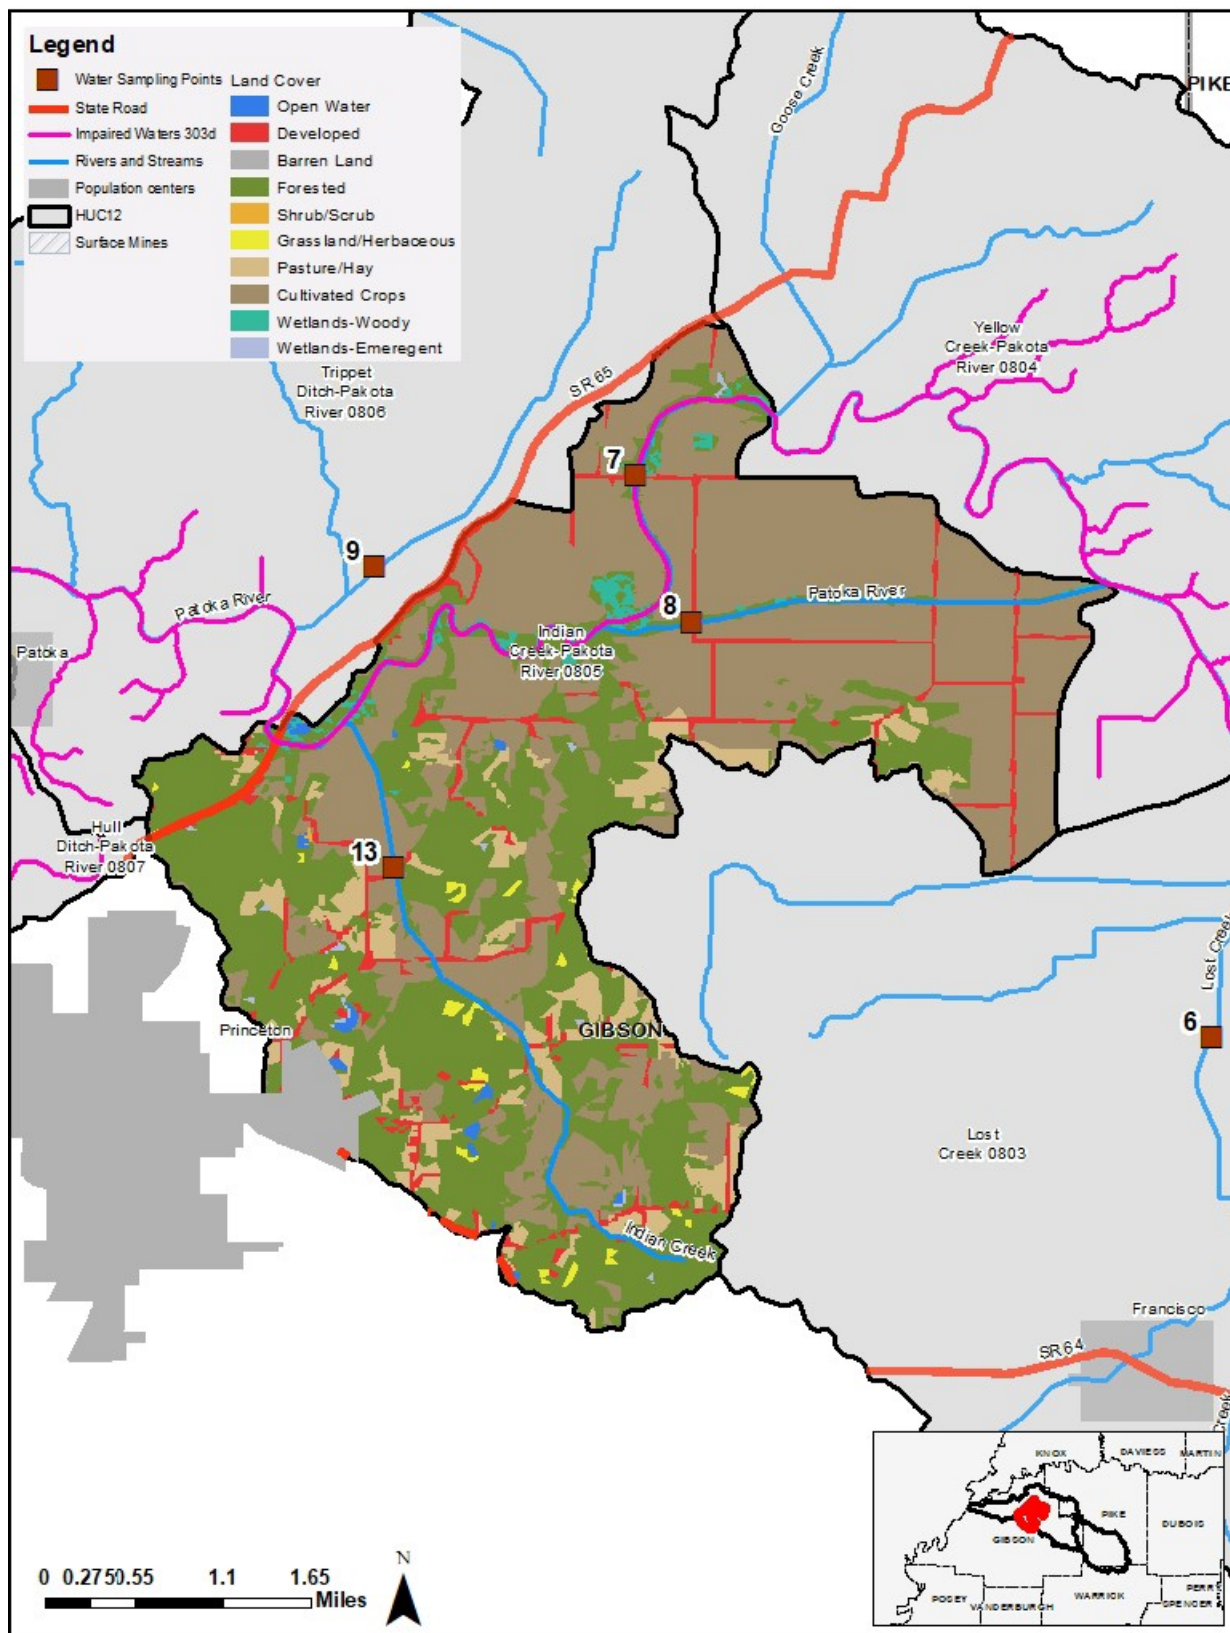 Legend
Water Sampling Points
State Road
Impaired Waters 303d
Rivers and Streams
Population centers
HUC12
Surface Mines
Land Cover
Open Water
Developed
Barren Land
Forested
Shrub/Scrub
Grassland/Herbaceous
Pasture/Hay
Cultivated Crops
Wetlands-Woody
Wetlands-Emeregent
PIKE
Goose Creek
Trippet
Ditch-Pakota
River 0806
SR 65
Yellow
Creek-Pakota
River 0804
7
9
Patoka River
8
Patoka River
Patoka
Indian
Creek-Pakota
River 0805
Hull
Ditch-Pakota
River 0807
13
Lost Creek
Princeton
GIBSON
6
Lost
Creek 0803
Indian Creek
Francisco
SR 64
Creek
KNOX
DAVIESS
MARTIN
PIKE
DUBOIS
GIBSON
WARRICK
PERR
POSEY
VANDERBURGH
SPENCER
N
0 0.275 0.55 1.1 1.65
Miles